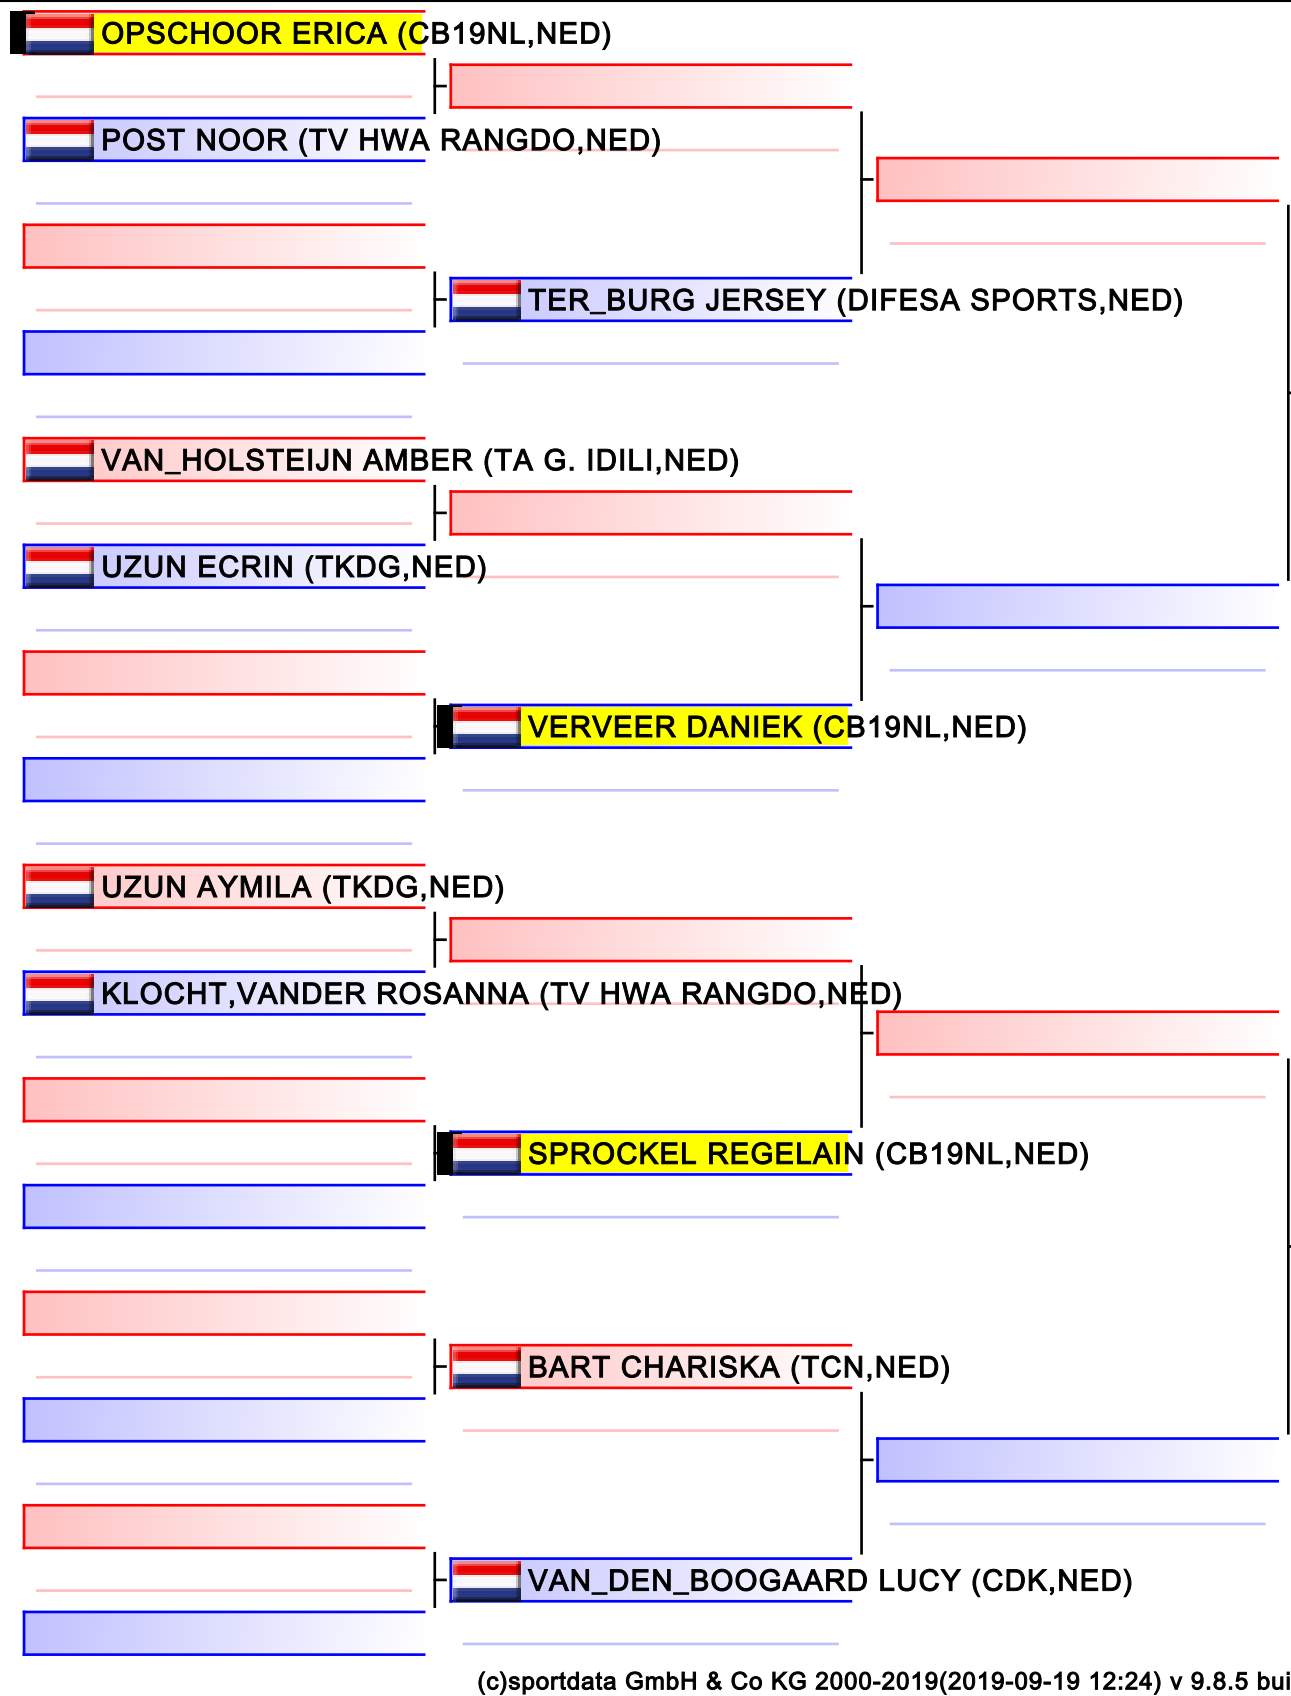 OPSCHOOR ERICA (CB19NL,NED)
POST NOOR (TV HWA RANGDO,NED)
TER_BURG JERSEY (DIFESA SPORTS,NED)
VAN_HOLSTEIJN AMBER (TA G. IDILI,NED)
UZUN ECRIN (TKDG,NED)
VERVEER DANIEK (CB19NL,NED)
UZUN AYMILA (TKDG,NED)
KLOCHT,VANDER ROSANNA (TV HWA RANGDO,NED)
SPROCKEL REGELAIN (CB19NL,NED)
BART CHARISKA (TCN,NED)
VAN_DEN_BOOGAARD LUCY (CDK,NED)
(c)sportdata GmbH & Co KG 2000-2019(2019-09-19 12:24) v 9.8.5 bui